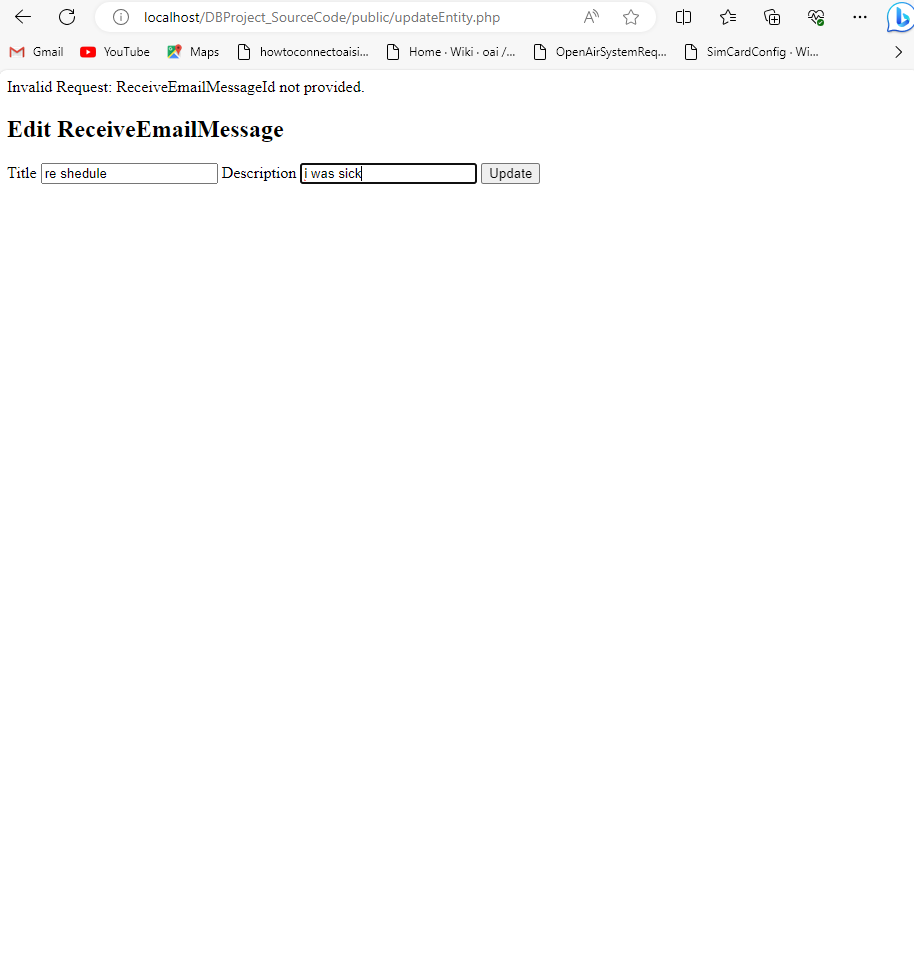 localhost/DBProject_SourceCode/public/updateEntity.php
Gmail YouTube Maps howtoconnectoaisi... Home · Wiki · oai /... OpenAirSystemReq... SimCardConfig · Wi...
Invalid Request: ReceiveEmailMessageId not provided.
Edit ReceiveEmailMessage
Title re shedule Description i was sick Update